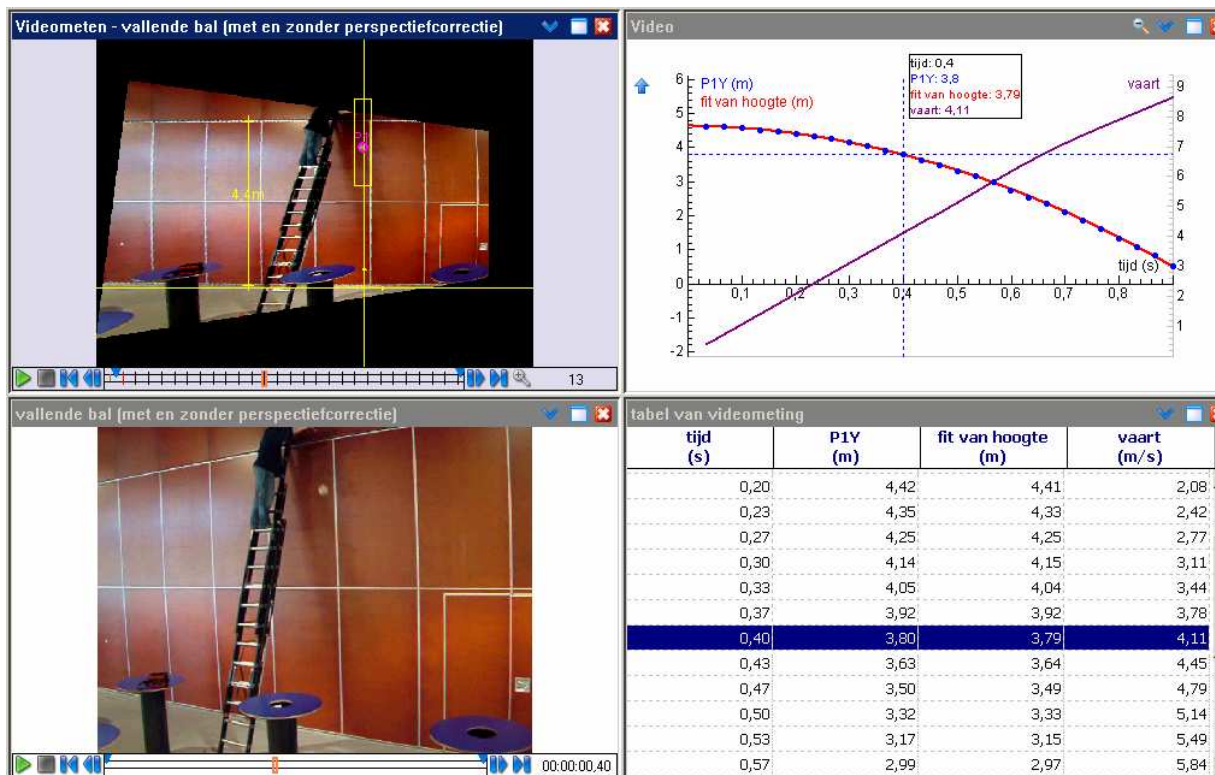 Videometen - vallende bal (met en zonder perspectiefcorrectie)
4,4 m
P1
13
Video
tijd: 0,4
P1Y: 3,8
fit van hoogte: 3,79
vaart: 4,11
P1Y (m)
fit van hoogte (m)
vaart
6
5
4
3
2
1
0
-1
-2
0,1
0,2
0,3
0,4
0,5
0,6
0,7
0,8
tijd (s)
9
8
7
6
5
4
3
2
1
vallende bal (met en zonder perspectiefcorrectie)
00:00:00,40
tabel van videometing
tijd P1Y fit van hoogte vaart
(s) (m) (m) (m/s)
0,20 4,42 4,41 2,08
0,23 4,35 4,33 2,42
0,27 4,25 4,25 2,77
0,30 4,14 4,15 3,11
0,33 4,05 4,04 3,44
0,37 3,92 3,92 3,78
0,40 3,80 3,79 4,11
0,43 3,63 3,64 4,45
0,47 3,50 3,49 4,79
0,50 3,32 3,33 5,14
0,53 3,17 3,15 5,49
0,57 2,99 2,97 5,84